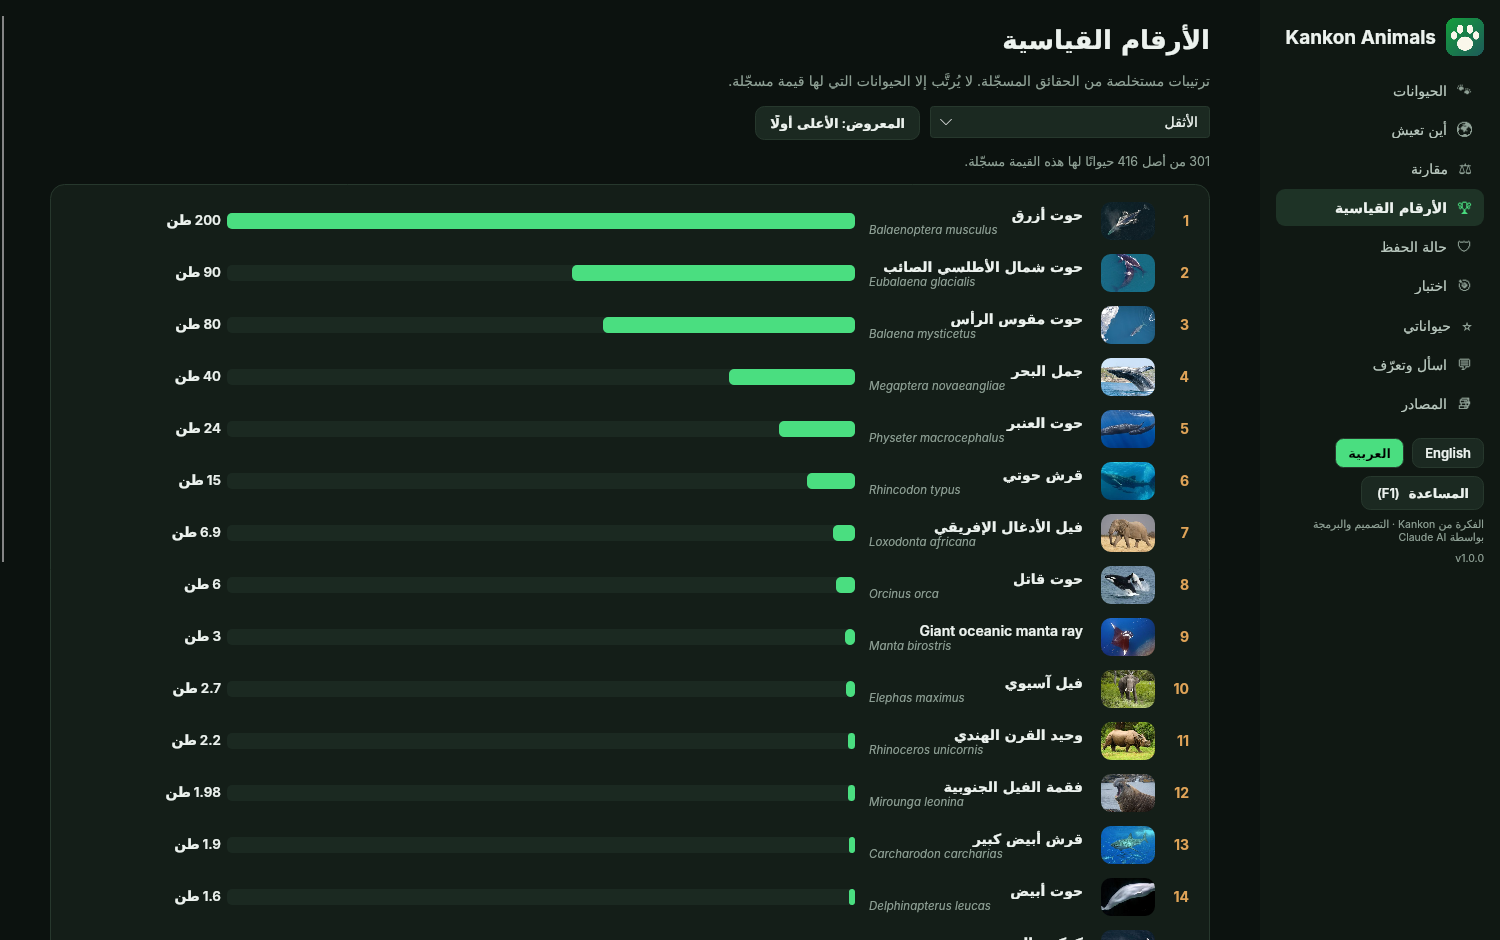 Kankon Animals
الحيوانات
أين تعيش
مقارنة
الأرقام القياسية
حالة الحفظ
اختبار
حيواناتي
اسأل وتعرّف
المصادر
English
العربية
المساعدة (F1)
الفكرة من Kankon · التصميم والبرمجة
بواسطة Claude AI
v1.0.0
الأرقام القياسية
ترتيبات مستخلصة من الحقائق المسجّلة. لا يُرتَّب إلا الحيوانات التي لها قيمة مسجّلة.
الأثقل
المعروض: الأعلى أولًا
301 من أصل 416 حيوانًا لها هذه القيمة مسجّلة.
1 حوت أزرق 200 طن
Balaenoptera musculus
2 حوت شمال الأطلسي الصائب 90 طن
Eubalaena glacialis
3 حوت مقوس الرأس 80 طن
Balaena mysticetus
4 جمل البحر 40 طن
Megaptera novaeangliae
5 حوت العنبر 24 طن
Physeter macrocephalus
6 قرش حوتي 15 طن
Rhincodon typus
7 فيل الأدغال الإفريقي 6.9 طن
Loxodonta africana
8 حوت قاتل 6 طن
Orcinus orca
9 Giant oceanic manta ray 3 طن
Manta birostris
10 فيل آسيوي 2.7 طن
Elephas maximus
11 وحيد القرن الهندي 2.2 طن
Rhinoceros unicornis
12 فقمة الفيل الجنوبية 1.98 طن
Mirounga leonina
13 قرش أبيض كبير 1.9 طن
Carcharodon carcharias
14 حوت أبيض 1.6 طن
Delphinapterus leucas